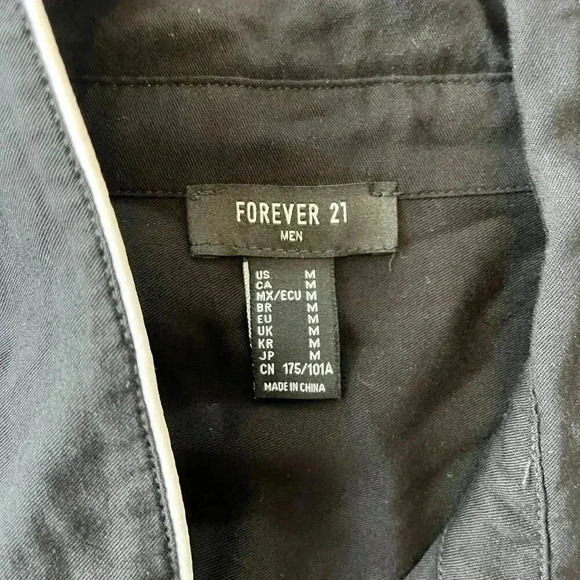 FOREVER 21
MEN
US M
CA M
MX/ECU M
BR M
EU M
UK M
KR M
JP M
CN 175/101A
MADE IN CHINA